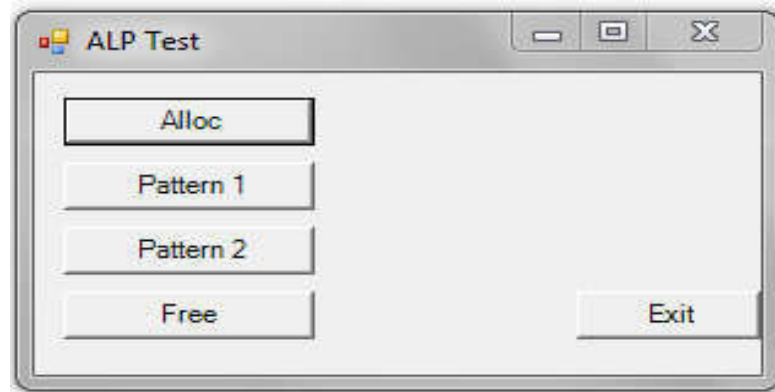 ALP Test
Alloc
Pattern 1
Pattern 2
Free
Exit